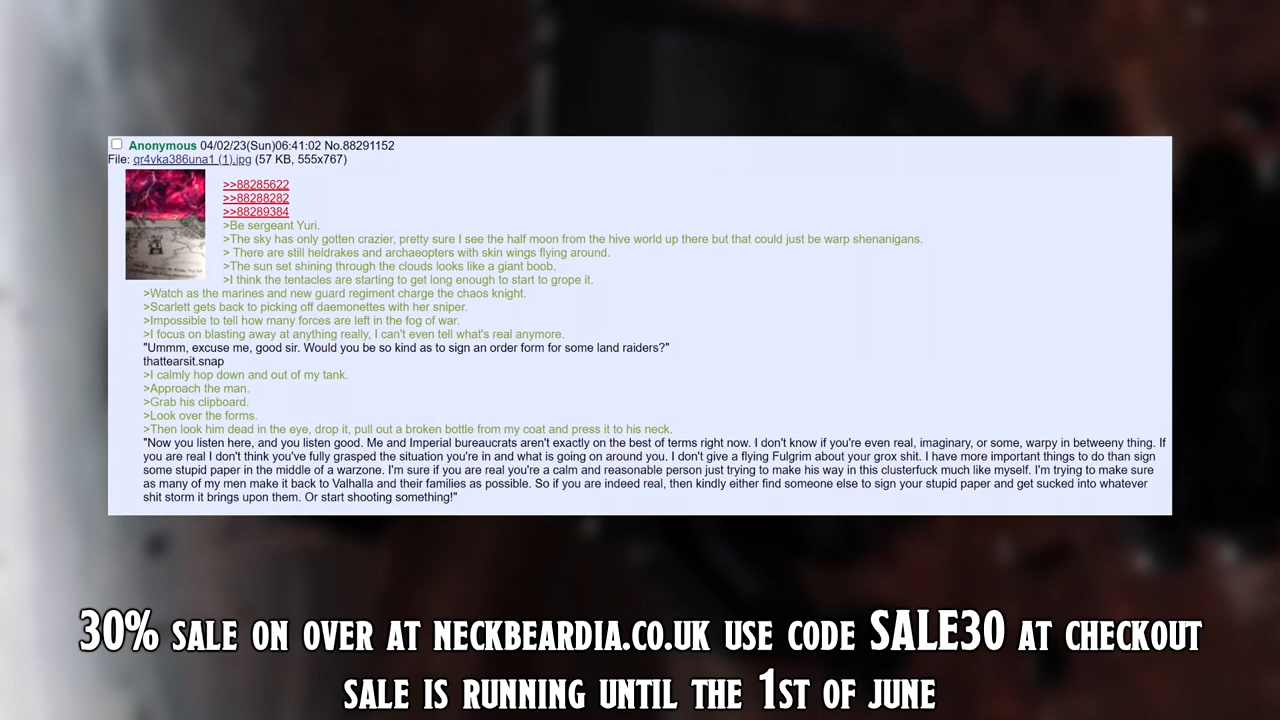 Anonymous 04/02/23(Sun)06:41:02 No.88291152
File: qr4vka386una1 (1).jpg (57 KB, 555x767)
>>88285622
>>88288282
>>88289384
>Be sergeant Yuri.
>The sky has only gotten crazier, pretty sure I see the half moon from the hive world up there but that could just be warp shenanigans.
> There are still heldrakes and archaeopters with skin wings flying around.
>The sun set shining through the clouds looks like a giant boob.
>I think the tentacles are starting to get long enough to start to grope it.
>Watch as the marines and new guard regiment charge the chaos knight.
>Scarlett gets back to picking off daemonettes with her sniper.
>Impossible to tell how many forces are left in the fog of war.
>I focus on blasting away at anything really, I can't even tell what's real anymore.
"Ummm, excuse me, good sir. Would you be so kind as to sign an order form for some land raiders?"
thattearsit.snap
>I calmly hop down and out of my tank.
>Approach the man.
>Grab his clipboard.
>Look over the forms.
>Then look him dead in the eye, drop it, pull out a broken bottle from my coat and press it to his neck.
"Now you listen here, and you listen good. Me and Imperial bureaucrats aren't exactly on the best of terms right now. I don't know if you're even real, imaginary, or some, warpy in betweeny thing. If
you are real I don't think you've fully grasped the situation you're in and what is going on around you. I don't give a flying Fulgrim about your grox shit. I have more important things to do than sign
some stupid paper in the middle of a warzone. I'm sure if you are real you're a calm and reasonable person just trying to make his way in this clusterfuck much like myself. I'm trying to make sure
as many of my men make it back to Valhalla and their families as possible. So if you are indeed real, then kindly either find someone else to sign your stupid paper and get sucked into whatever
shit storm it brings upon them. Or start shooting something!"
30% SALE ON OVER AT NECKBEARDIA.CO.UK USE CODE SALE30 AT CHECKOUT
SALE IS RUNNING UNTIL THE 1ST OF JUNE